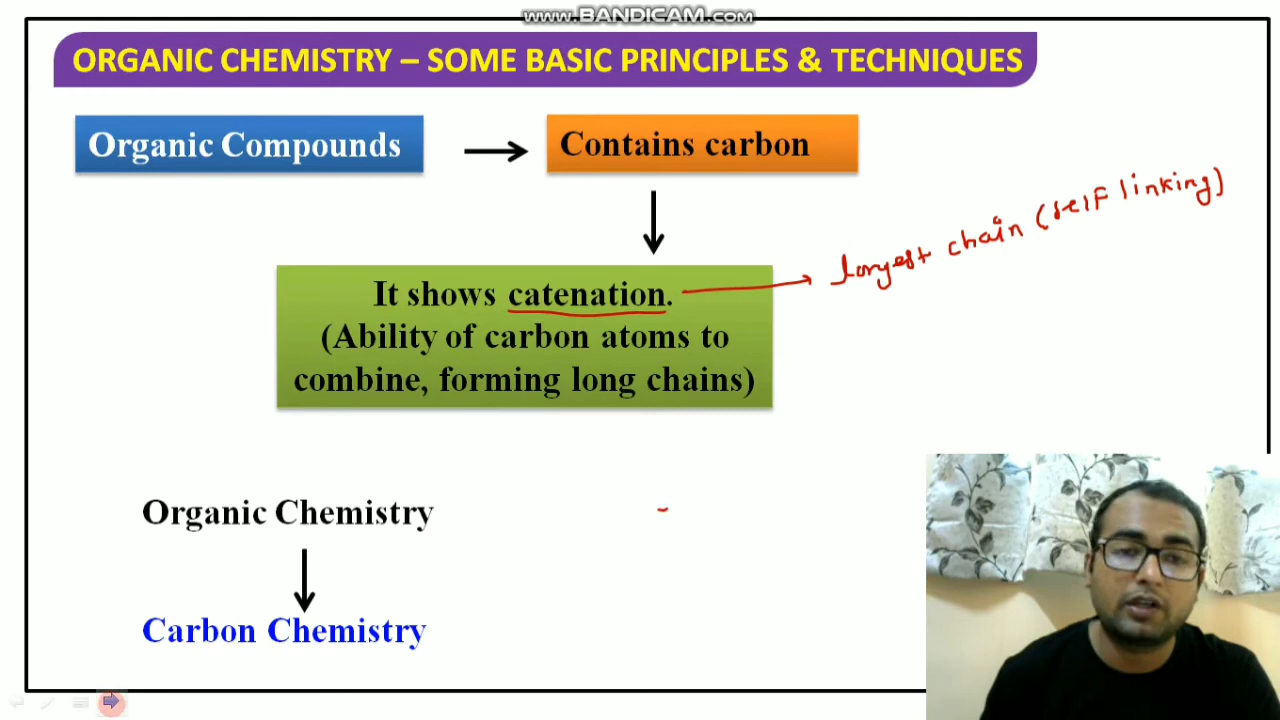 www.BANDICAM.com
ORGANIC CHEMISTRY – SOME BASIC PRINCIPLES & TECHNIQUES
Organic Compounds
Contains carbon
longest chain (self linking)
It shows catenation.
(Ability of carbon atoms to
combine, forming long chains)
Organic Chemistry
Carbon Chemistry